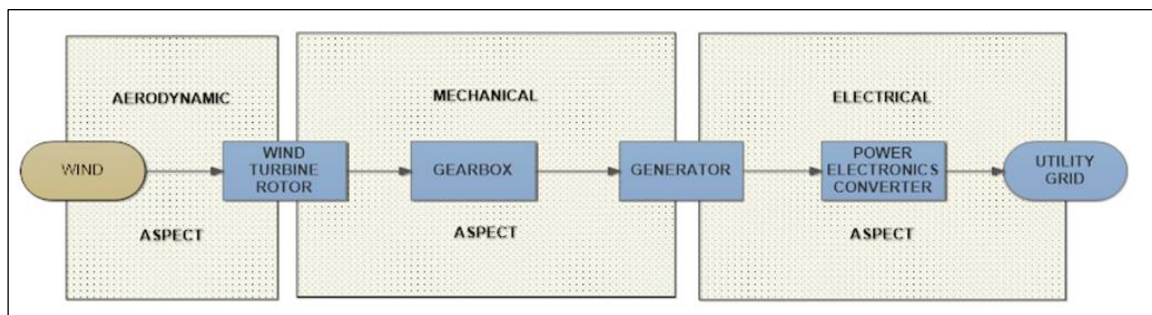 AERODYNAMIC
MECHANICAL
ELECTRICAL
WIND
WIND
TURBINE
ROTOR
GEARBOX
GENERATOR
POWER
ELECTRONICS
CONVERTER
UTILITY
GRID
ASPECT
ASPECT
ASPECT